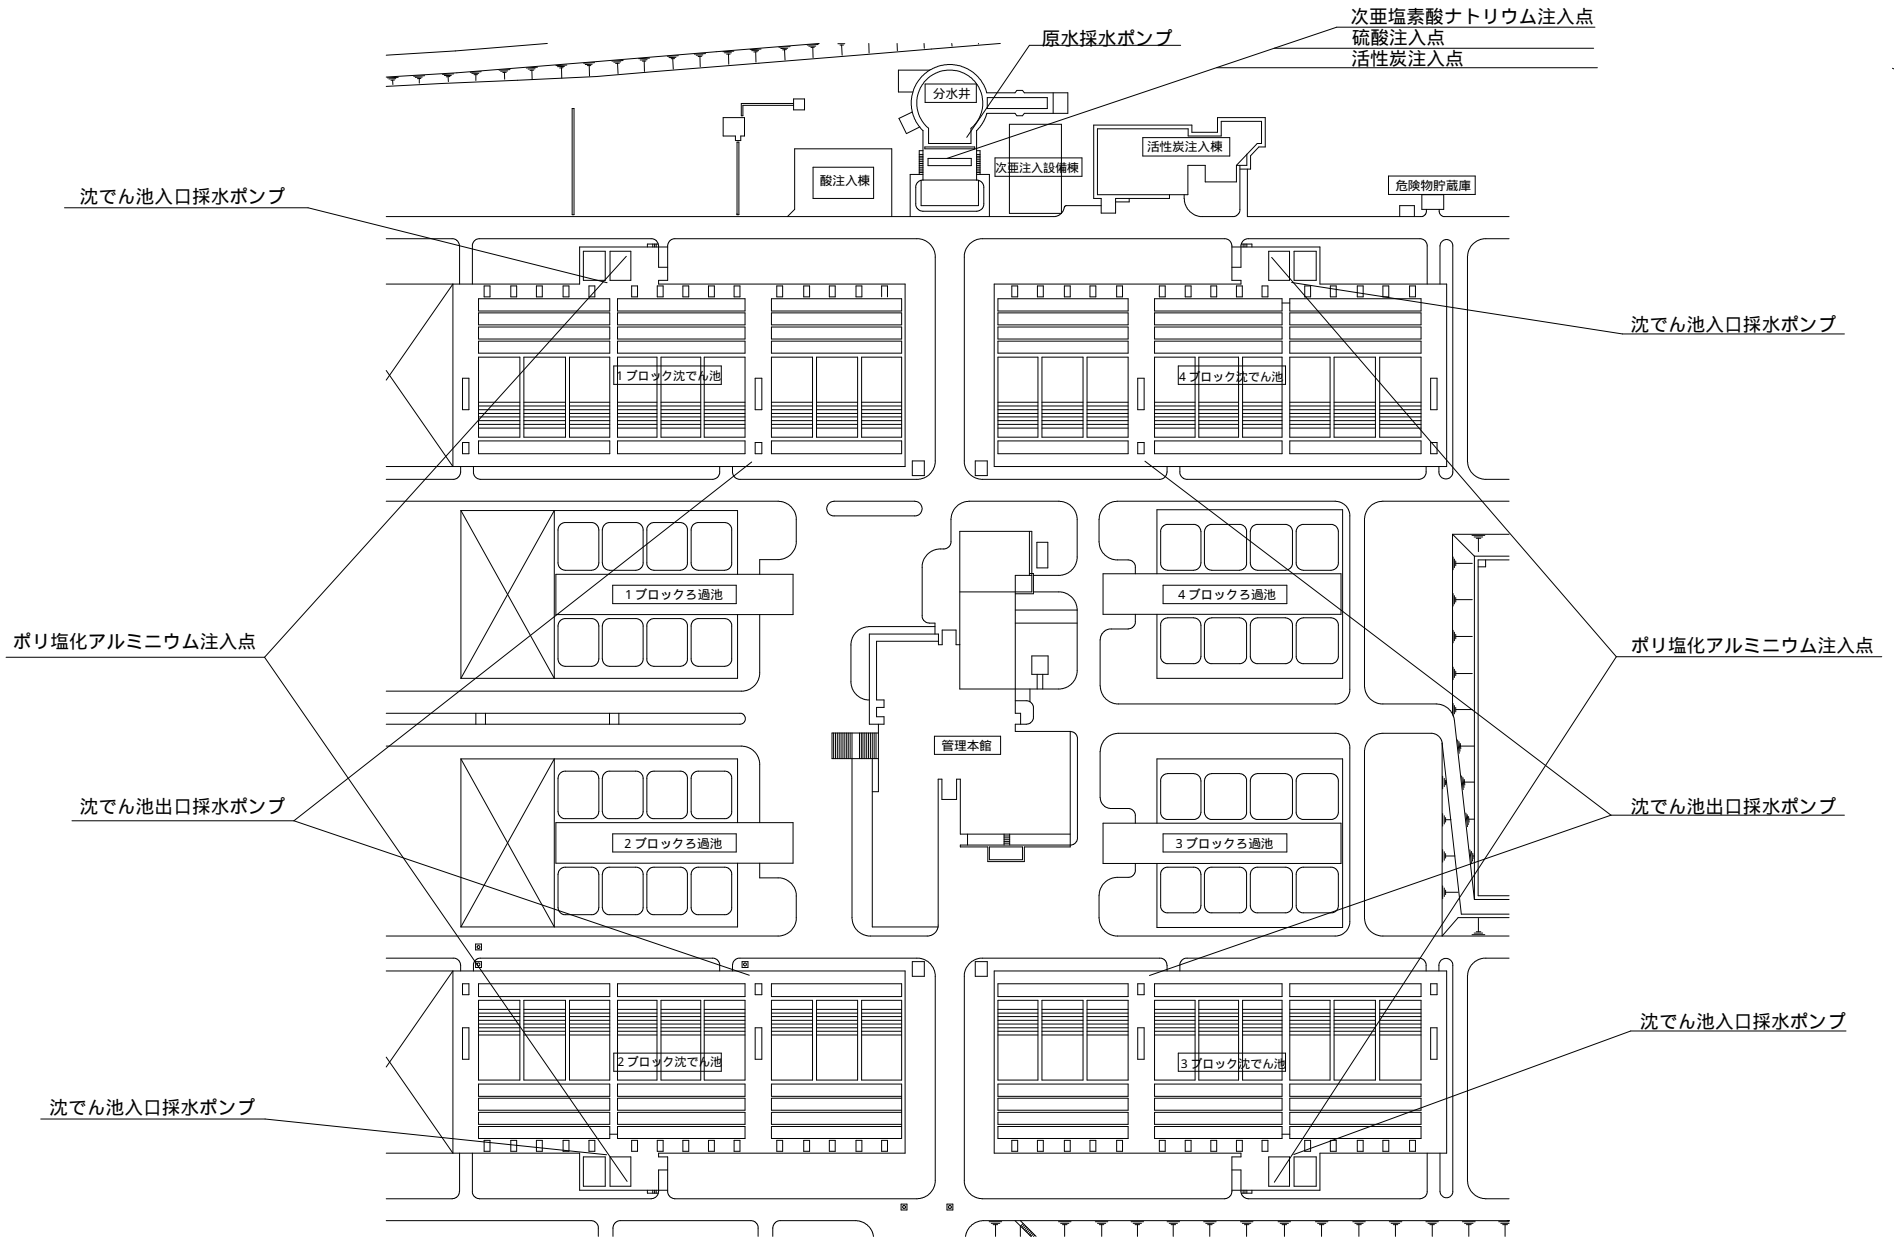 次亜塩素酸ナトリウム注入点
原水採水ポンプ
硫酸注入点
活性炭注入点
分水井
活性炭注入棟
次亜注入設備棟
酸注入棟
危険物貯蔵庫
沈でん池入口採水ポンプ
沈でん池入口採水ポンプ
1ブロック沈でん池
4ブロック沈でん池
1ブロックろ過池
4ブロックろ過池
ポリ塩化アルミニウム注入点
ポリ塩化アルミニウム注入点
管理本館
沈でん池出口採水ポンプ
沈でん池出口採水ポンプ
2ブロックろ過池
3ブロックろ過池
沈でん池入口採水ポンプ
2ブロック沈でん池
3ブロック沈でん池
沈でん池入口採水ポンプ